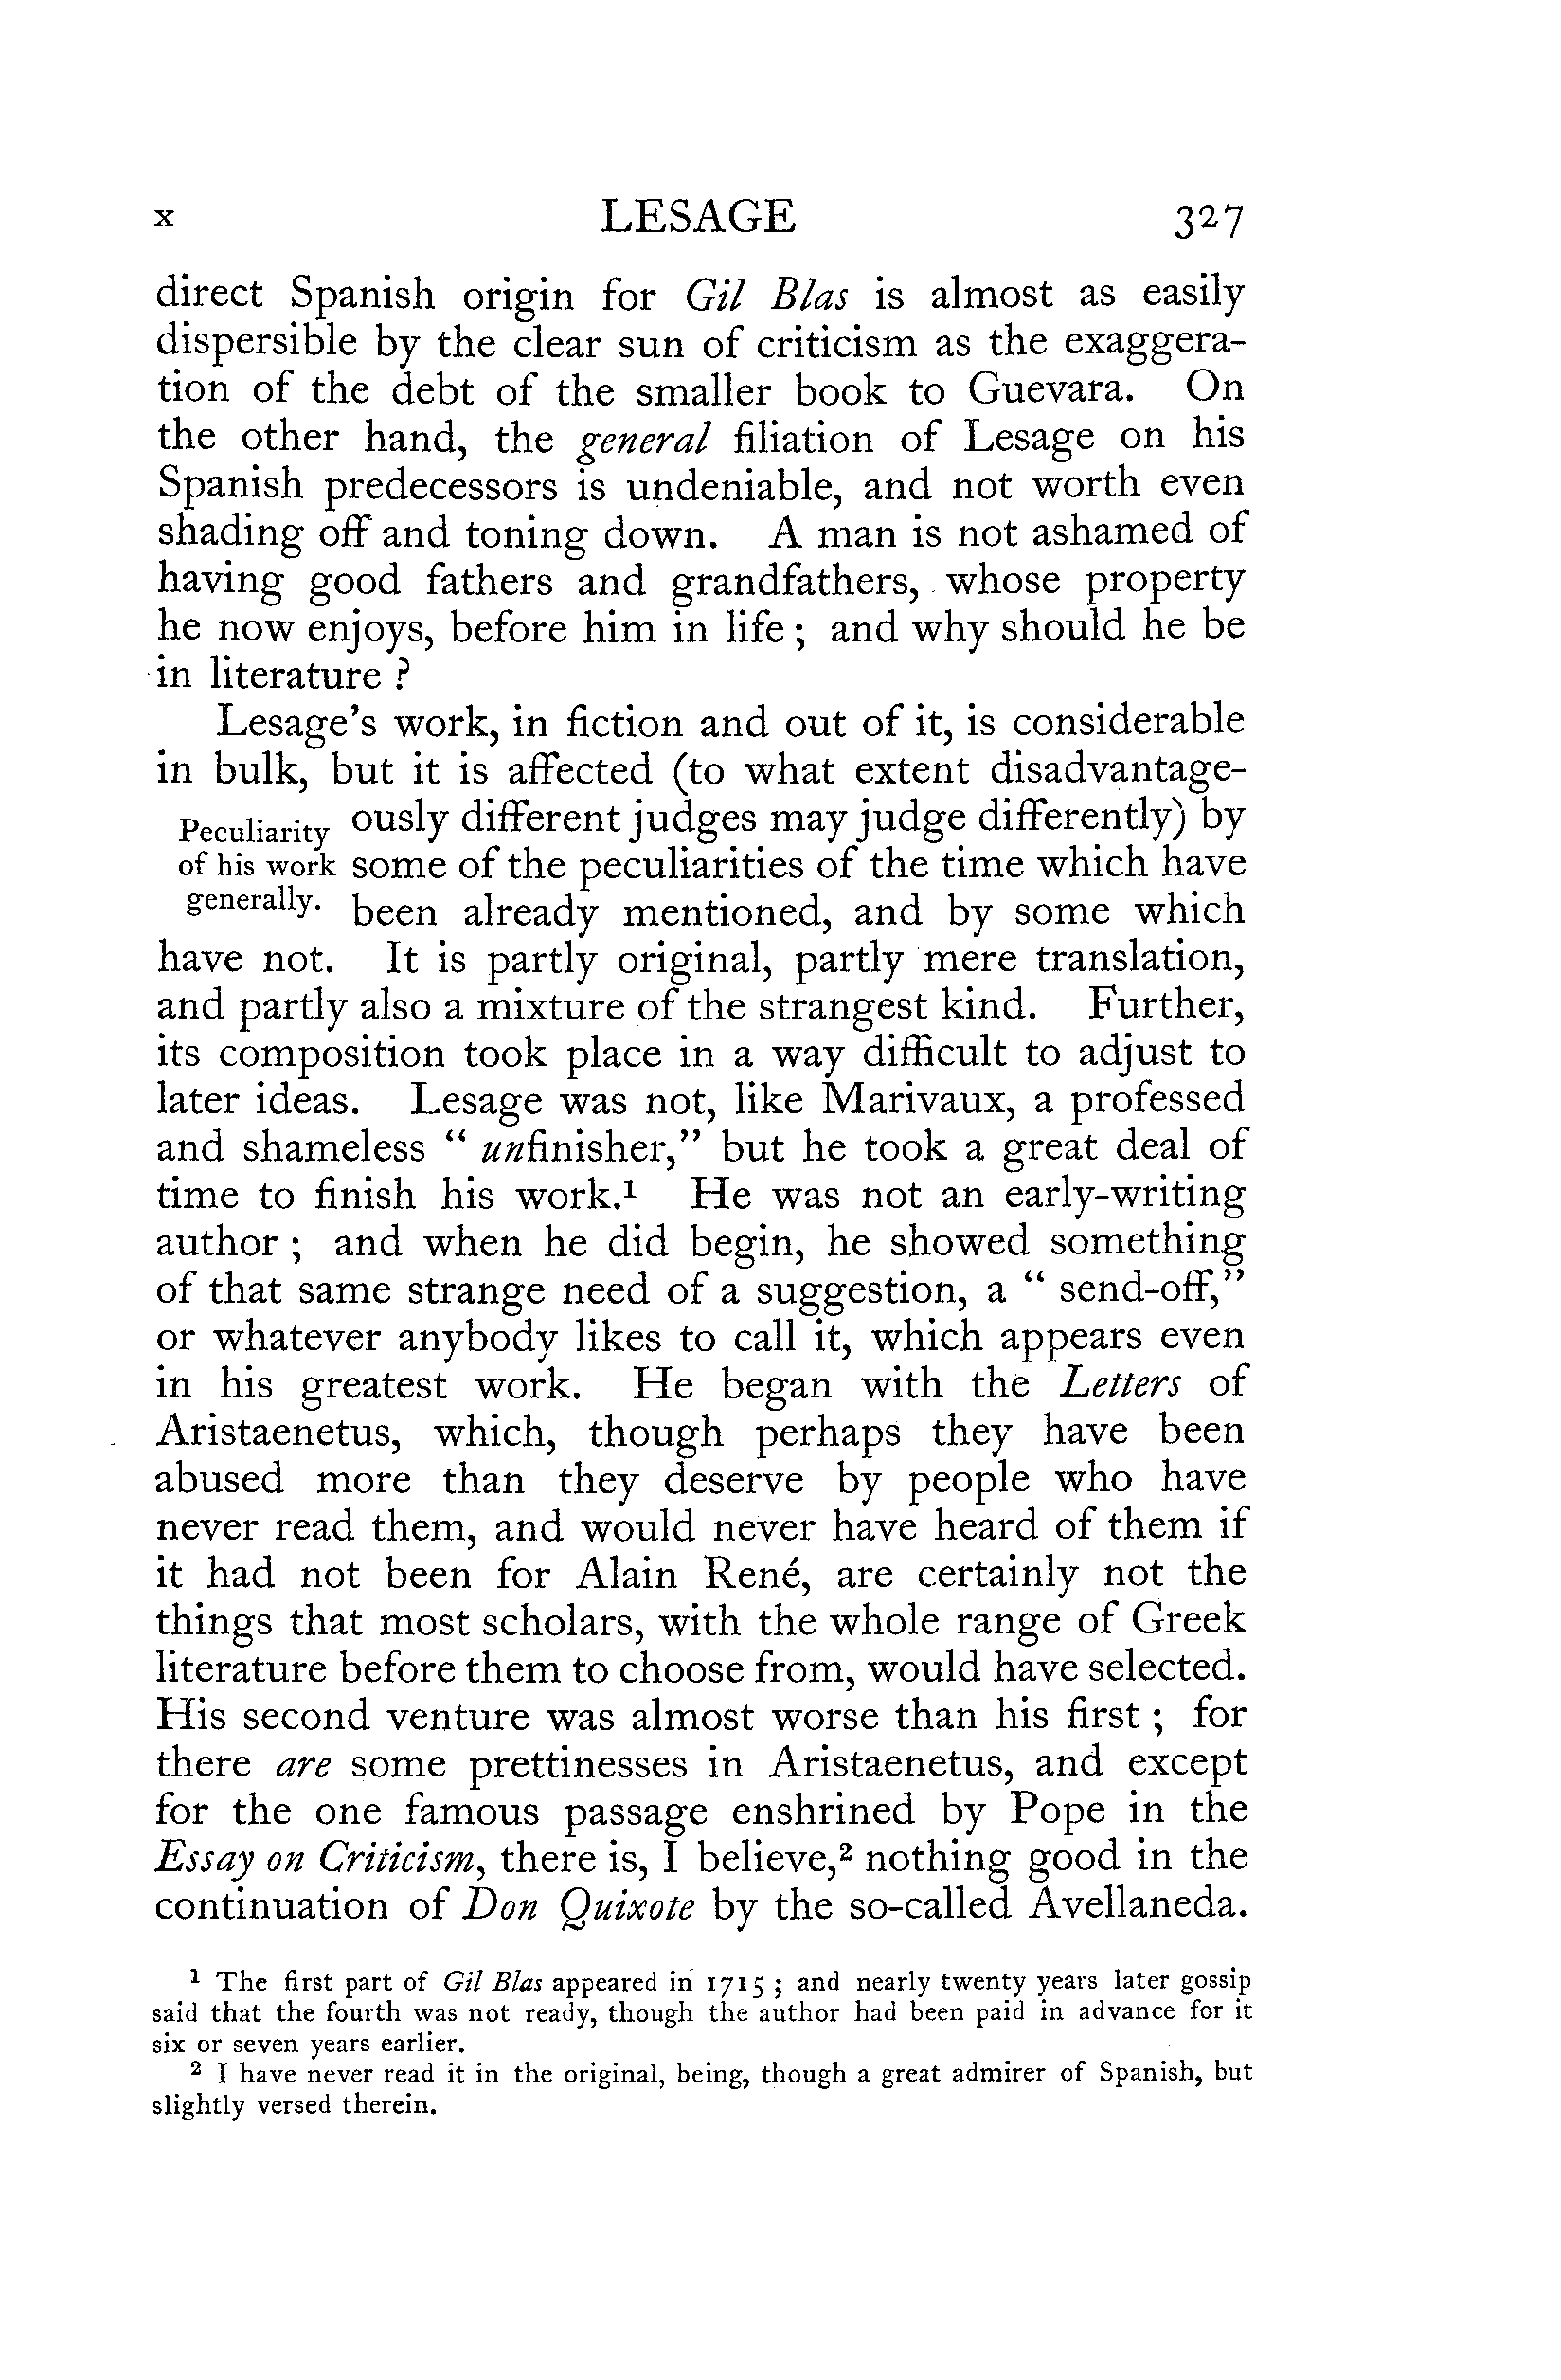 x LESAGE 327
direct Spanish origin for Gil Blas is almost as easily
dispersible by the clear sun of criticism as the exaggera-
tion of the debt of the smaller book to Guevara. On
the other hand, the general filiation of Lesage on his
Spanish predecessors is undeniable, and not worth even
shading off and toning down. A man is not ashamed of
having good fathers and grandfathers, whose property
he now enjoys, before him in life ; and why should he be
in literature ?
Lesage's work, in fiction and out of it, is considerable
in bulk, but it is affected (to what extent disadvantage-
Peculiarity ously different judges may judge differently) by
of his work some of the peculiarities of the time which have
generally. been already mentioned, and by some which
have not. It is partly original, partly mere translation,
and partly also a mixture of the strangest kind. Further,
its composition took place in a way difficult to adjust to
later ideas. Lesage was not, like Marivaux, a professed
and shameless “ unfinisher,” but he took a great deal of
time to finish his work.¹ He was not an early-writing
author ; and when he did begin, he showed something
of that same strange need of a suggestion, a “ send-off,”
or whatever anybody likes to call it, which appears even
in his greatest work. He began with the Letters of
Aristaenetus, which, though perhaps they have been
abused more than they deserve by people who have
never read them, and would never have heard of them if
it had not been for Alain René, are certainly not the
things that most scholars, with the whole range of Greek
literature before them to choose from, would have selected.
His second venture was almost worse than his first ; for
there are some prettinesses in Aristaenetus, and except
for the one famous passage enshrined by Pope in the
Essay on Criticism, there is, I believe,² nothing good in the
continuation of Don Quixote by the so-called Avellaneda.
¹ The first part of Gil Blas appeared in 1715 ; and nearly twenty years later gossip
said that the fourth was not ready, though the author had been paid in advance for it
six or seven years earlier.
² I have never read it in the original, being, though a great admirer of Spanish, but
slightly versed therein.